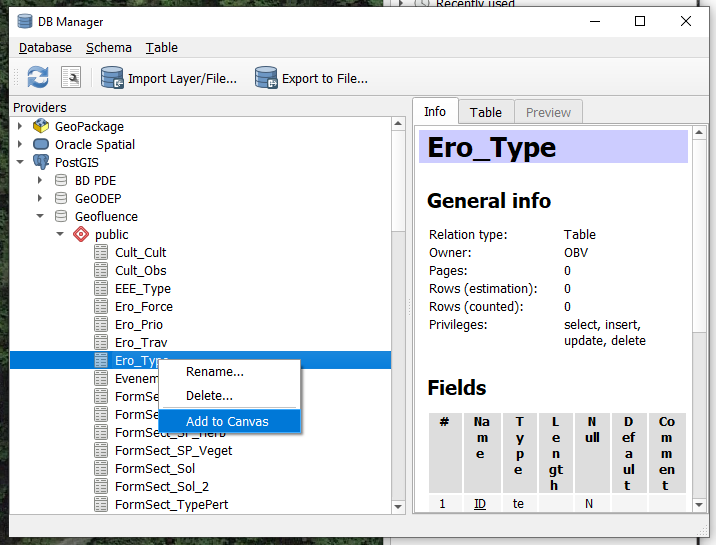 Recently used
DB Manager
Database Schema Table
Import Layer/File... Export to File...
Providers
GeoPackage
Oracle Spatial
PostGIS
BD PDE
GeODEP
Geofluence
public
Cult_Cult
Cult_Obs
EEE_Type
Ero_Force
Ero_Prio
Ero_Trav
Ero_Type
Evenem
FormSec
FormSec
FormSect_SP_Herb
FormSect_SP_Veget
FormSect_Sol
FormSect_Sol_2
FormSect_TypePert
Rename...
Delete...
Add to Canvas
Info Table Preview
Ero_Type
General info
Relation type: Table
Owner: OBV
Pages: 0
Rows (estimation): 0
Rows (counted): 0
Privileges: select, insert,
update, delete
Fields
# Name Type Length Null Default Comment
1 ID te N